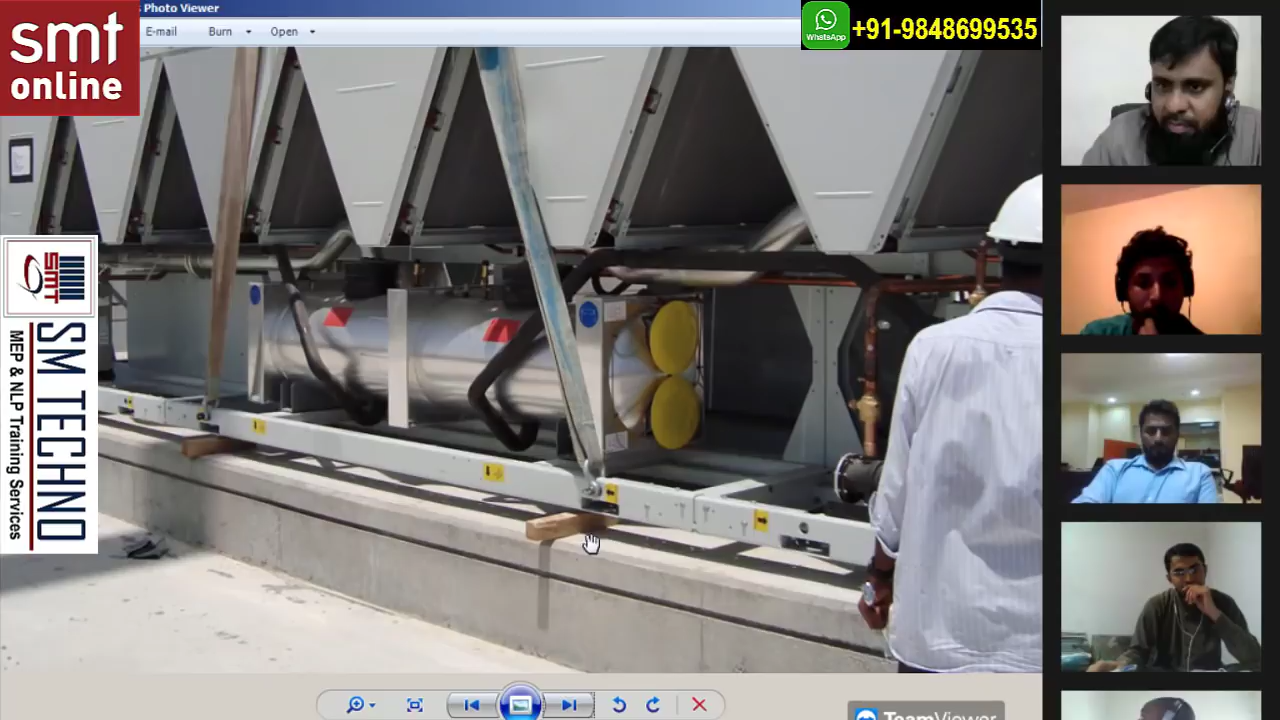 smt
online
Photo Viewer
E-mail
Burn
Open
WhatsApp
+91-9848699535
SMT
SM TECHNO
MEP & NLP Training Services
TeamViewer